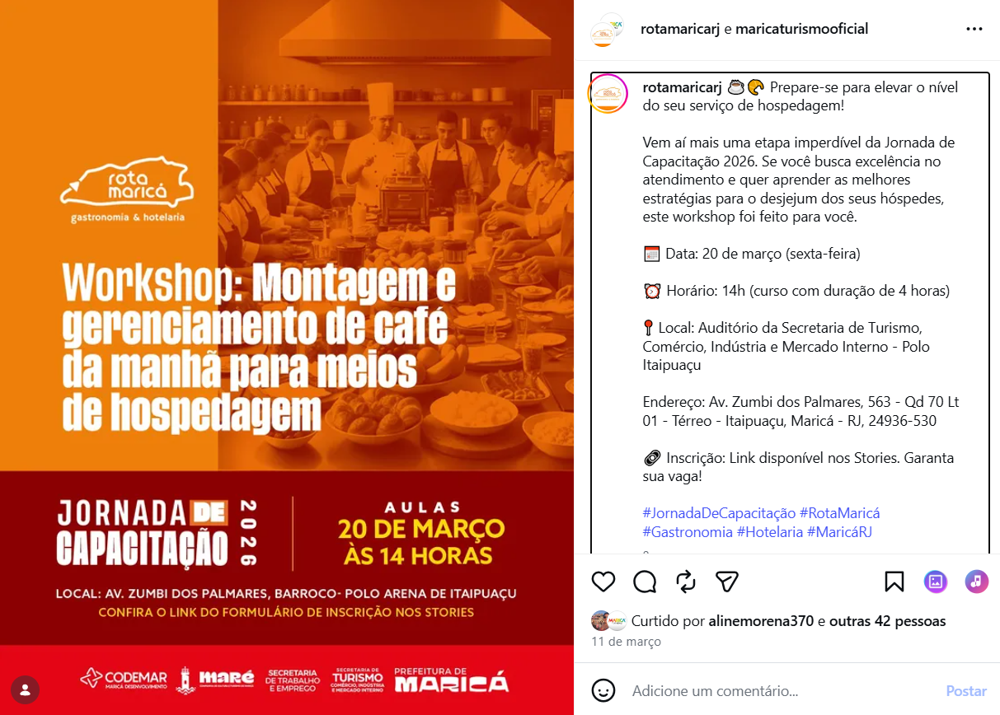 rota
maricá
gastronomia & hotelaria
Workshop: Montagem e
gerenciamento de café
da manhã para meios
de hospedagem
JORNADA DE
CAPACITAÇÃO
2026
AULAS
20 DE MARÇO
ÀS 14 HORAS
LOCAL: AV. ZUMBI DOS PALMARES, BARROCO- POLO ARENA DE ITAIPUAÇU
CONFIRA O LINK DO FORMULÁRIO DE INSCRIÇÃO NOS STORIES
CODEMAR
MARICÁ DESENVOLVIMENTO
maré
SECRETARIA
DE TRABALHO
E EMPREGO
SECRETARIA DE
TURISMO
COMÉRCIO, INDÚSTRIA
E MERCADO INTERNO
PREFEITURA DE
MARICÁ
rotamaricarj e maricaturismooficial
rotamaricarj ☕🥐 Prepare-se para elevar o nível
do seu serviço de hospedagem!
Vem aí mais uma etapa imperdível da Jornada de
Capacitação 2026. Se você busca excelência no
atendimento e quer aprender as melhores
estratégias para o desjejum dos seus hóspedes,
este workshop foi feito para você.
📅 Data: 20 de março (sexta-feira)
⏰ Horário: 14h (curso com duração de 4 horas)
📍 Local: Auditório da Secretaria de Turismo,
Comércio, Indústria e Mercado Interno - Polo
Itaipuaçu
Endereço: Av. Zumbi dos Palmares, 563 - Qd 70 Lt
01 - Térreo - Itaipuaçu, Maricá - RJ, 24936-530
🔗 Inscrição: Link disponível nos Stories. Garanta
sua vaga!
#JornadaDeCapacitação #RotaMaricá
#Gastronomia #Hotelaria #MaricáRJ
Curtido por alinemorena370 e outras 42 pessoas
11 de março
Adicione um comentário...
Postar